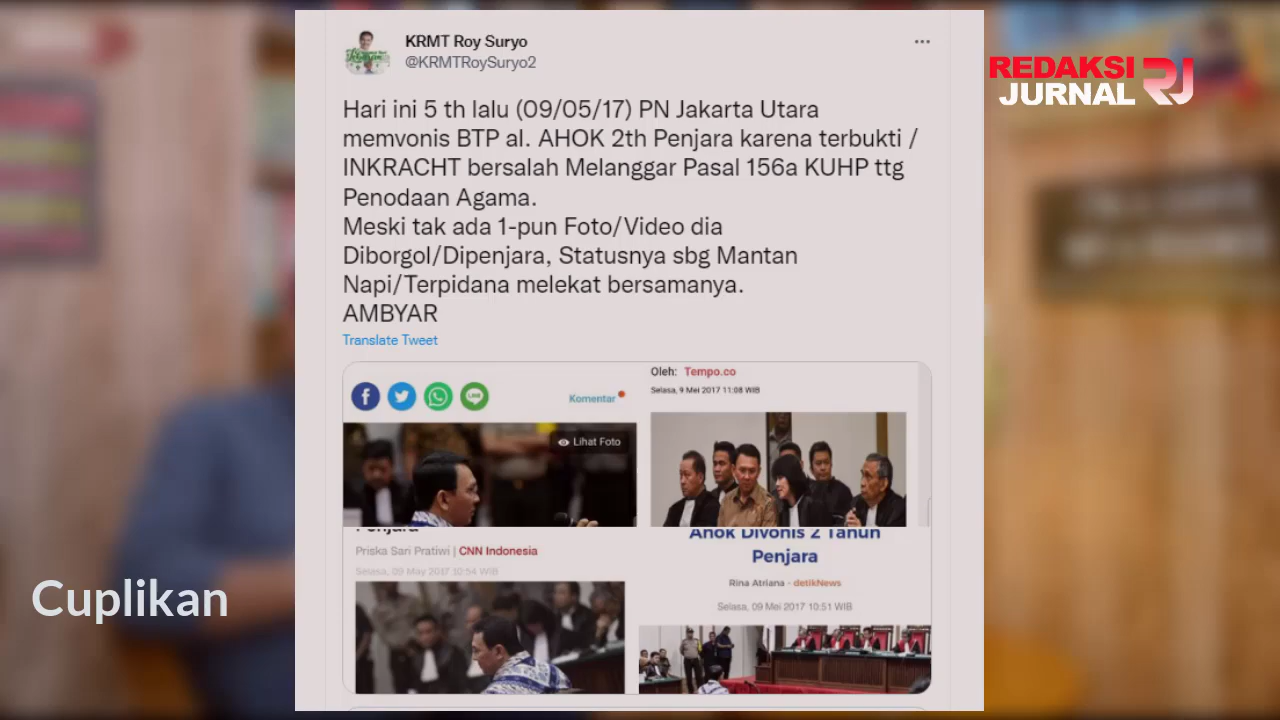 KRMT Roy Suryo
@KRMTRoySuryo2
REDAKSI
JURNAL RJ
Hari ini 5 th lalu (09/05/17) PN Jakarta Utara
memvonis BTP al. AHOK 2th Penjara karena terbukti /
INKRACHT bersalah Melanggar Pasal 156a KUHP ttg
Penodaan Agama.
Meski tak ada 1-pun Foto/Video dia
Diborgol/Dipenjara, Statusnya sbg Mantan
Napi/Terpidana melekat bersamanya.
AMBYAR
Translate Tweet
Komentar
Lihat Foto
Oleh: Tempo.co
Selasa, 9 Mei 2017 11:08 WIB
Penjara
Priska Sari Pratiwi | CNN Indonesia
Selasa, 09 May 2017 10:54 WIB
Ahok Divonis 2 Tahun
Penjara
Rina Atriana - detikNews
Selasa, 09 Mei 2017 10:51 WIB
Cuplikan